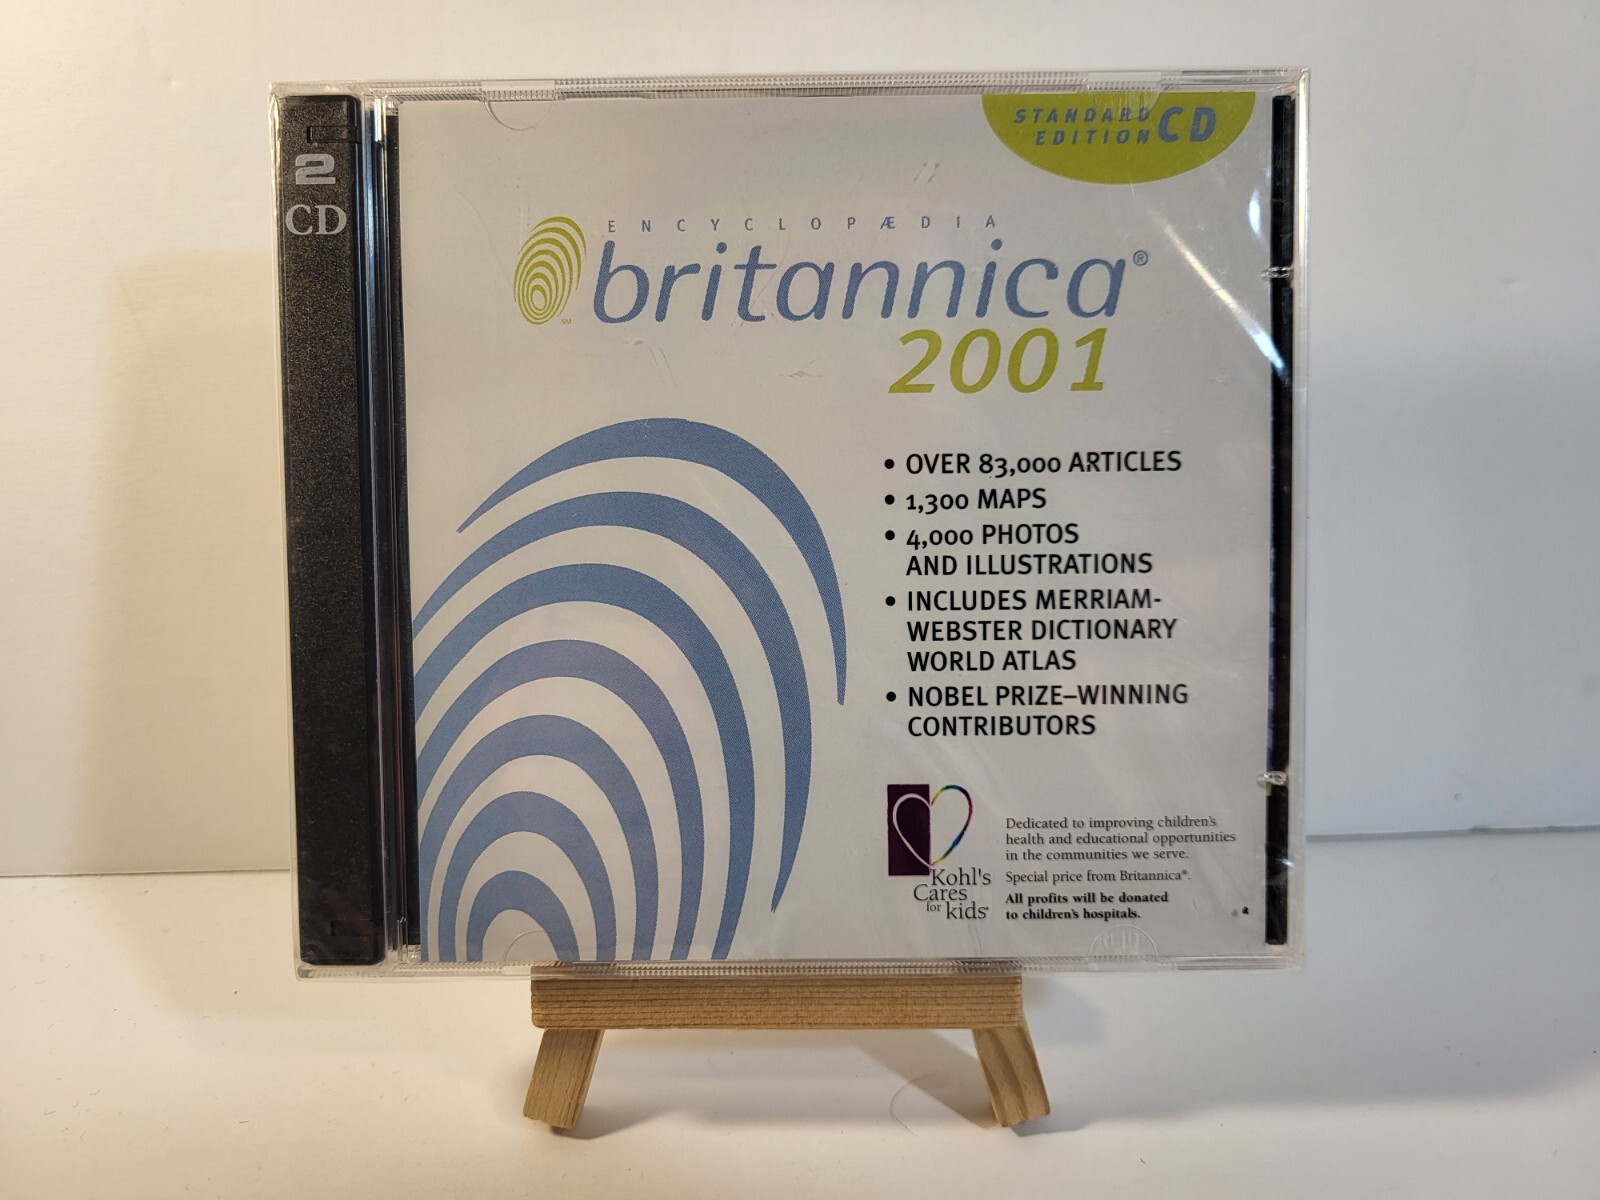 2
CD
STANDARD
EDITION CD
ENCYCLOPÆDIA
britannica®
SM
2001
• OVER 83,000 ARTICLES
• 1,300 MAPS
• 4,000 PHOTOS
AND ILLUSTRATIONS
• INCLUDES MERRIAM-
WEBSTER DICTIONARY
WORLD ATLAS
• NOBEL PRIZE–WINNING
CONTRIBUTORS
Kohl's
Cares
for kids®
Dedicated to improving children's
health and educational opportunities
in the communities we serve.
Special price from Britannica®.
All profits will be donated
to children's hospitals.